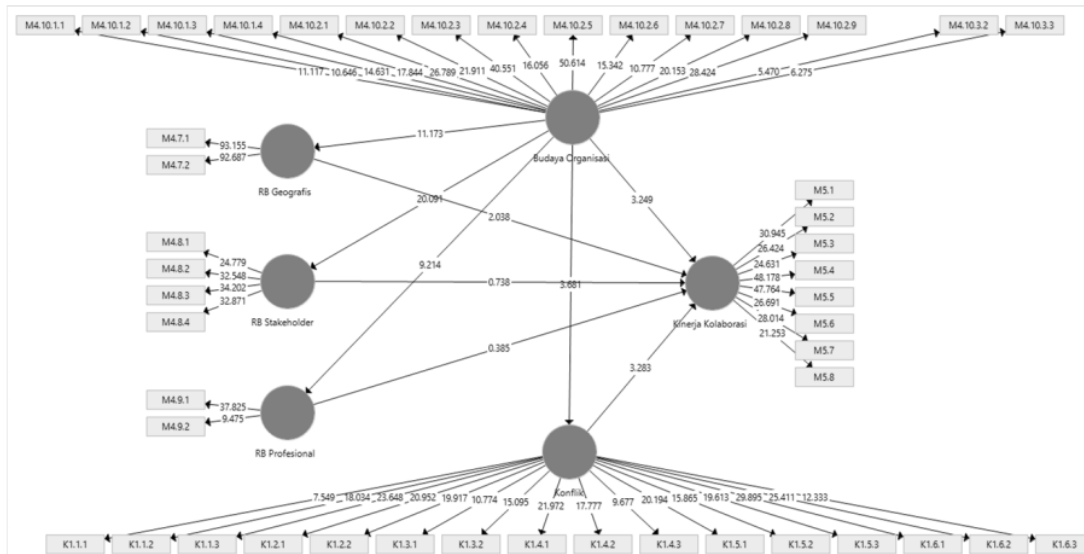 M4.10.1.1 M4.10.1.2 M4.10.1.3 M4.10.1.4 M4.10.2.1 M4.10.2.2 M4.10.2.3 M4.10.2.4 M4.10.2.5 M4.10.2.6 M4.10.2.7 M4.10.2.8 M4.10.2.9 M4.10.3.2 M4.10.3.3
11.117 10.646 14.631 17.844 26.789 21.911 40.551 16.056 50.614 15.342 10.777 20.153 28.424 5.470 6.275
M4.7.1
93.155
M4.7.2
92.687
RB Geografis
11.173
Budaya Organisasi
20.091
2.038
3.249
9.214
M4.8.1
24.779
M4.8.2
32.548
M4.8.3
34.202
M4.8.4
32.871
RB Stakeholder
0.738
3.681
Kinerja Kolaborasi
M5.1
30.945
M5.2
26.424
M5.3
24.631
M5.4
48.178
M5.5
47.764
M5.6
26.691
M5.7
28.014
M5.8
21.253
0.385
3.283
M4.9.1
37.825
M4.9.2
9.475
RB Profesional
Konflik
7.549 18.034 23.648 20.952 19.917 10.774 15.095 21.972 17.777 9.677 20.194 15.865 19.613 29.895 25.411 12.333
K1.1.1 K1.1.2 K1.1.3 K1.2.1 K1.2.2 K1.3.1 K1.3.2 K1.4.1 K1.4.2 K1.4.3 K1.5.1 K1.5.2 K1.5.3 K1.6.1 K1.6.2 K1.6.3